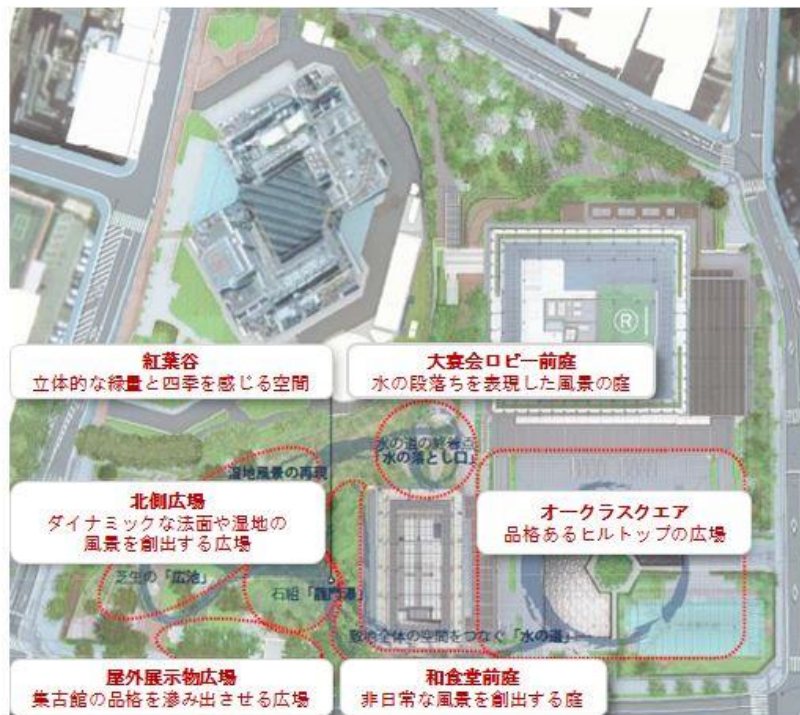 Ⓡ
紅葉谷
立体的な緑量と四季を感じる空間
大宴会ロビー前庭
水の段落ちを表現した風景の庭
水の道の終着点
「水の落とし口」
湿地風景の再現
北側広場
ダイナミックな法面や湿地の
風景を創出する広場
オークラスクエア
品格あるヒルトップの広場
芝生の「広池」
石組「龍門瀑」
敷地全体の空間をつなぐ「水の道」
屋外展示物広場
集古館の品格を滲み出させる広場
和食堂前庭
非日常な風景を創出する庭